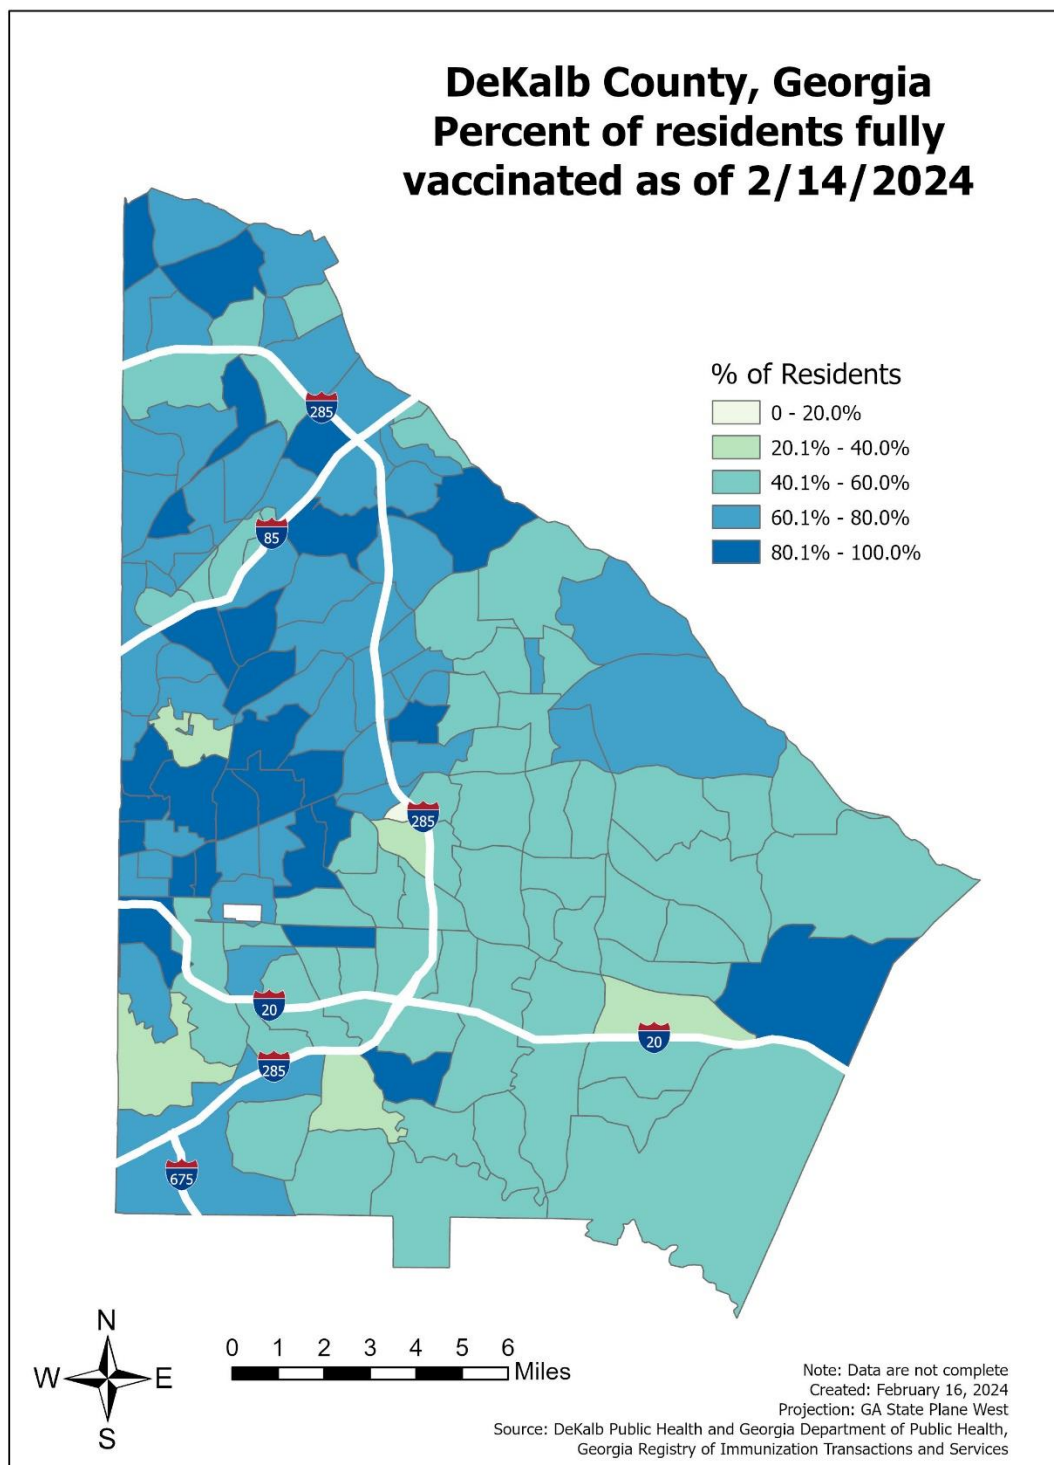 DeKalb County, Georgia
Percent of residents fully
vaccinated as of 2/14/2024
% of Residents
0 - 20.0%
20.1% - 40.0%
40.1% - 60.0%
60.1% - 80.0%
80.1% - 100.0%
285
85
285
20
20
285
675
N
W E
S
0 1 2 3 4 5 6
Miles
Note: Data are not complete
Created: February 16, 2024
Projection: GA State Plane West
Source: DeKalb Public Health and Georgia Department of Public Health,
Georgia Registry of Immunization Transactions and Services